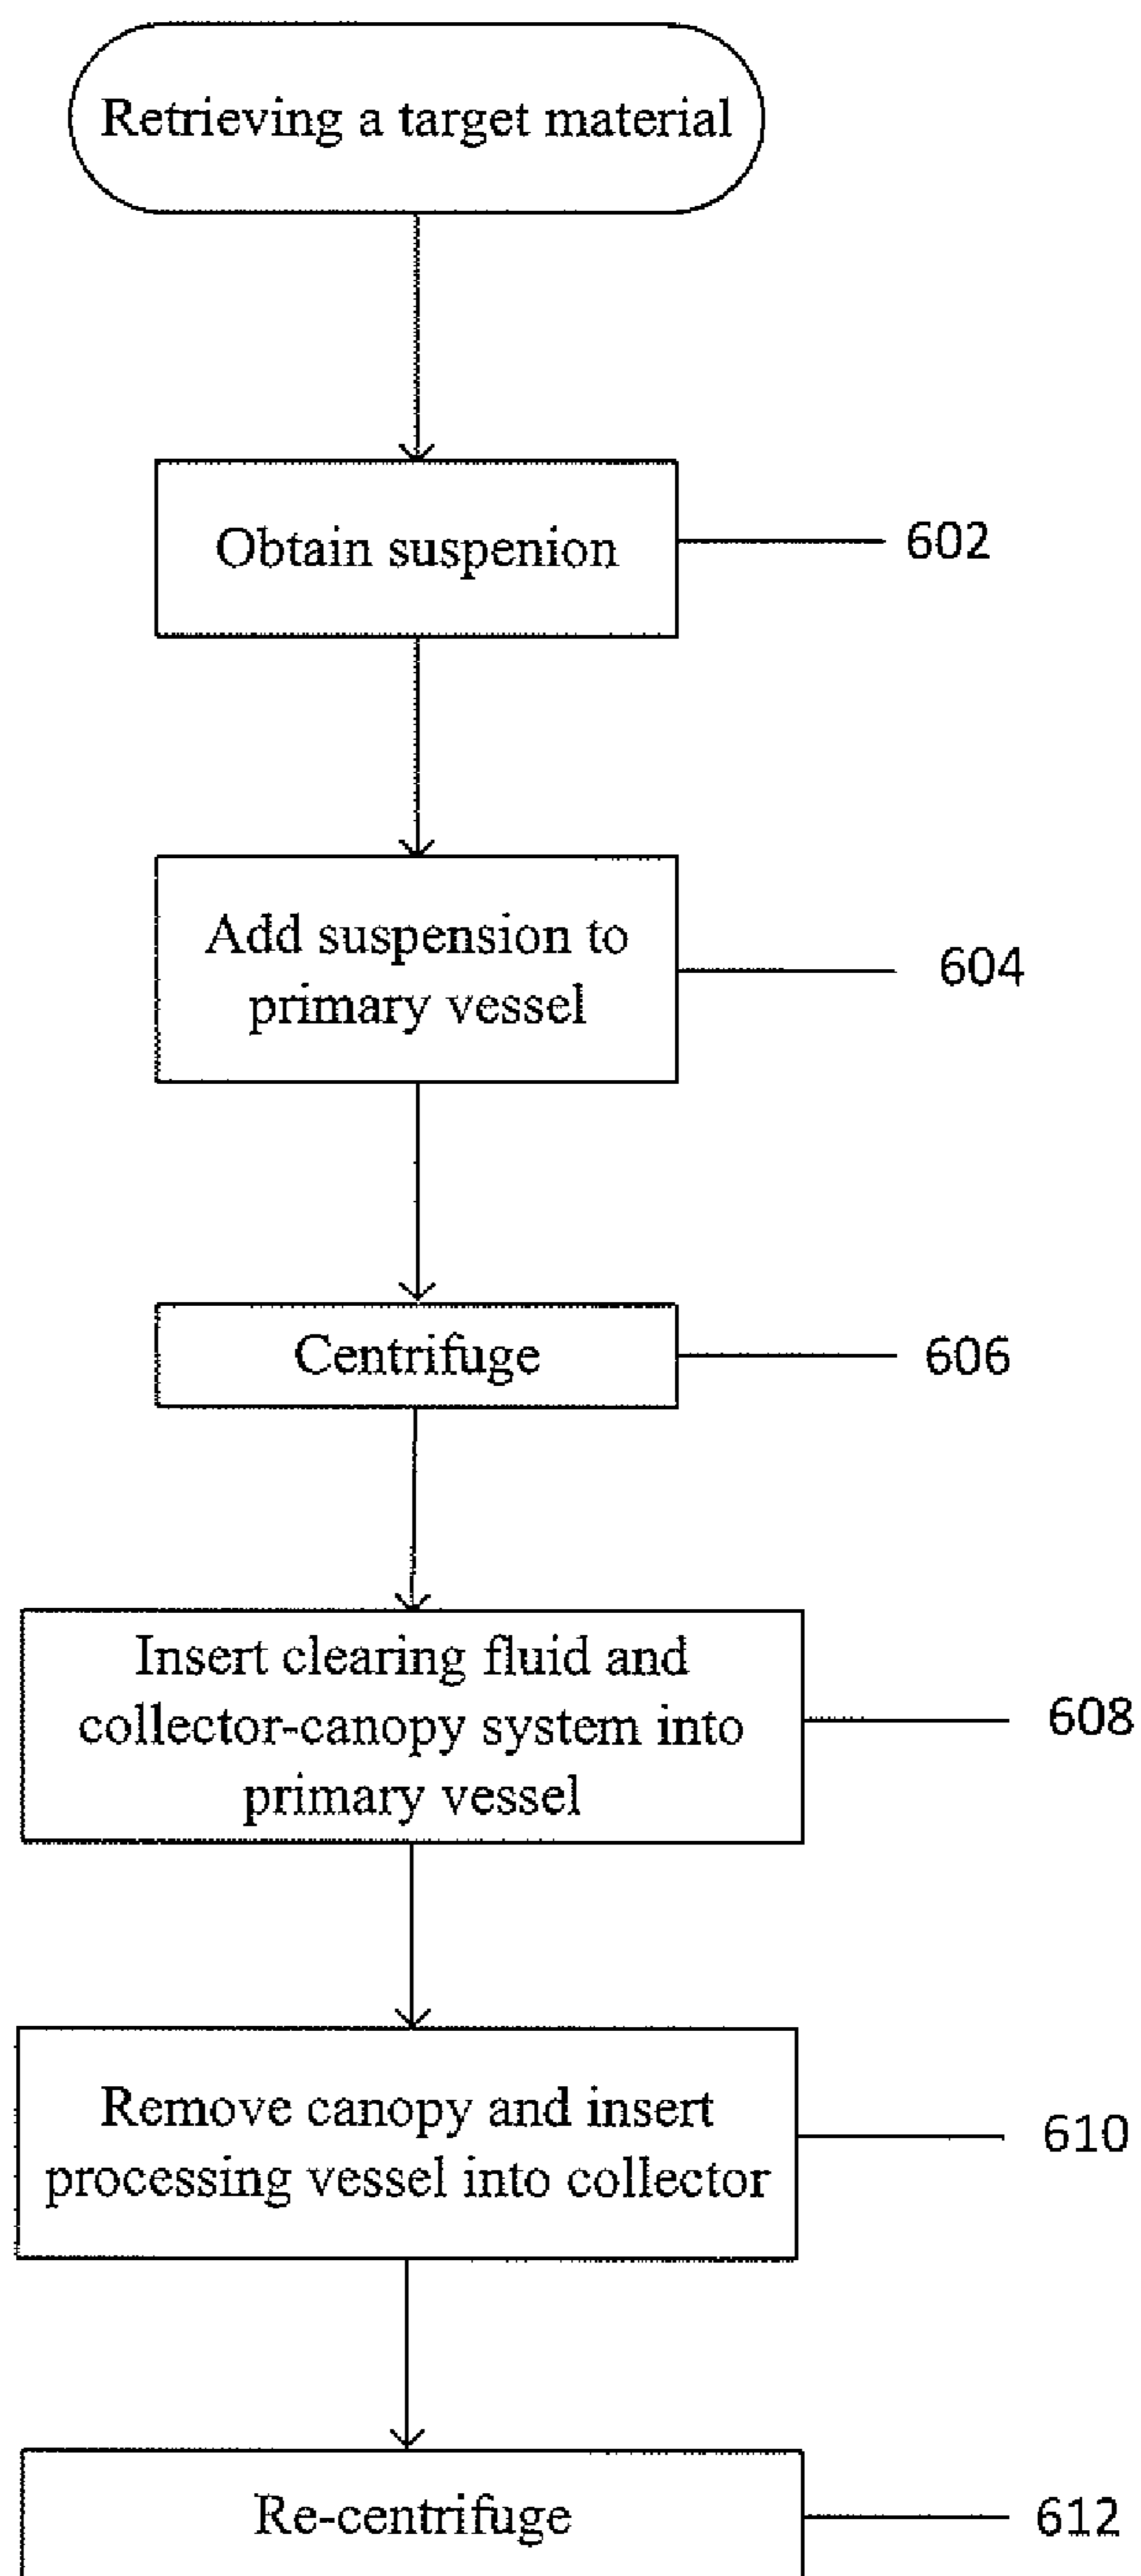 Retrieving a target material
Obtain suspenion
602
Add suspension to
primary vessel
604
Centrifuge
606
Insert clearing fluid and
collector-canopy system into
primary vessel
608
Remove canopy and insert
processing vessel into collector
610
Re-centrifuge
612